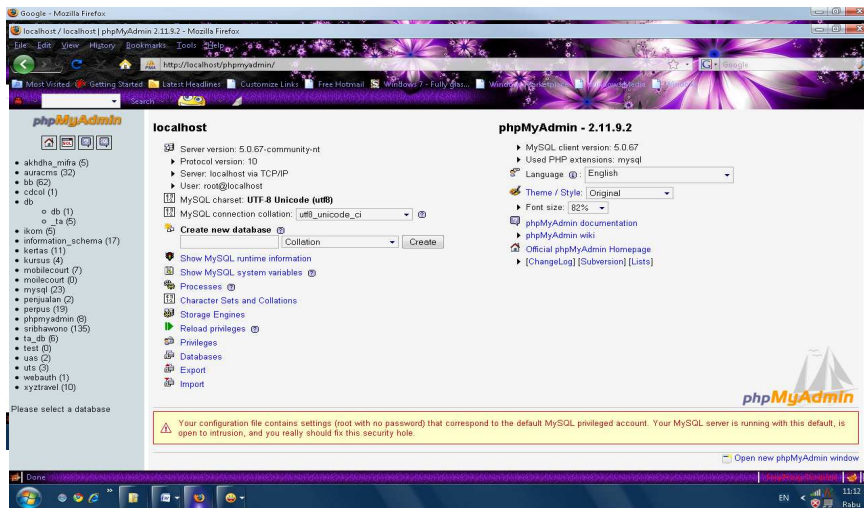 Google - Mozilla Firefox
localhost / localhost | phpMyAdmin 2.11.9.2 - Mozilla Firefox
File Edit View History Bookmarks Tools Help
http://localhost/phpmyadmin/
Google
Most Visited Getting Started Latest Headlines Customize Links Free Hotmail Windows 7 - Fully glas... Windows Marketplace Windows Media
Search
phpMyAdmin
akhdha_mifra (5)
auracms (32)
bb (62)
cdcol (1)
db
db (1)
_ta (5)
ikom (5)
information_schema (17)
kertas (11)
kursus (4)
mobilecourt (7)
moilecourt (0)
mysql (23)
penjualan (2)
perpus (19)
phpmyadmin (8)
sribhawono (135)
ta_db (6)
test (0)
uas (2)
uts (3)
webauth (1)
xyztravel (10)
Please select a database
localhost
Server version: 5.0.67-community-nt
Protocol version: 10
Server: localhost via TCP/IP
User: root@localhost
MySQL charset: UTF-8 Unicode (utf8)
MySQL connection collation: utf8_unicode_ci
Create new database
Collation Create
Show MySQL runtime information
Show MySQL system variables
Processes
Character Sets and Collations
Storage Engines
Reload privileges
Privileges
Databases
Export
Import
phpMyAdmin - 2.11.9.2
MySQL client version: 5.0.67
Used PHP extensions: mysql
Language : English
Theme / Style: Original
Font size: 82%
phpMyAdmin documentation
phpMyAdmin wiki
Official phpMyAdmin Homepage
[ChangeLog] [Subversion] [Lists]
phpMyAdmin
Your configuration file contains settings (root with no password) that correspond to the default MySQL privileged account. Your MySQL server is running with this default, is
open to intrusion, and you really should fix this security hole.
Open new phpMyAdmin window
Done
EN
11:12
Rabu